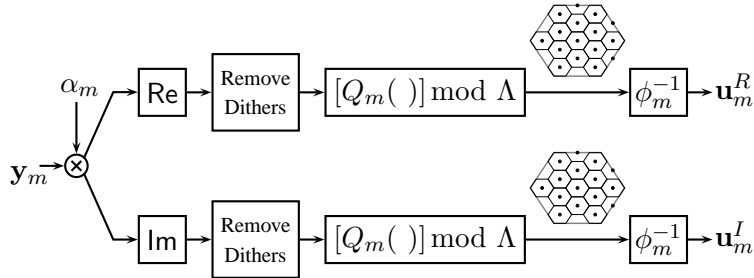 α_m
y_m
×
Re
Remove
Dithers
[Q_m( )] mod Λ
ϕ_m^{-1}
u_m^R
Im
Remove
Dithers
[Q_m( )] mod Λ
ϕ_m^{-1}
u_m^I